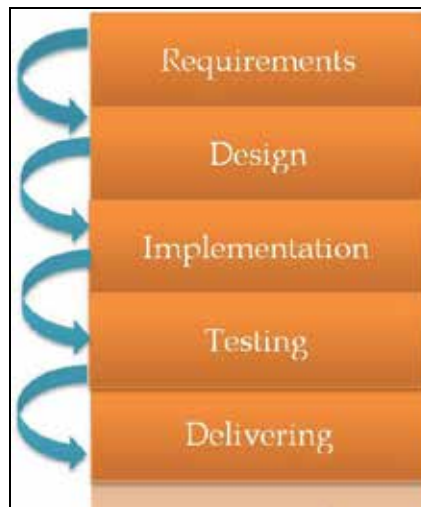 Requirements
Design
Implementation
Testing
Delivering